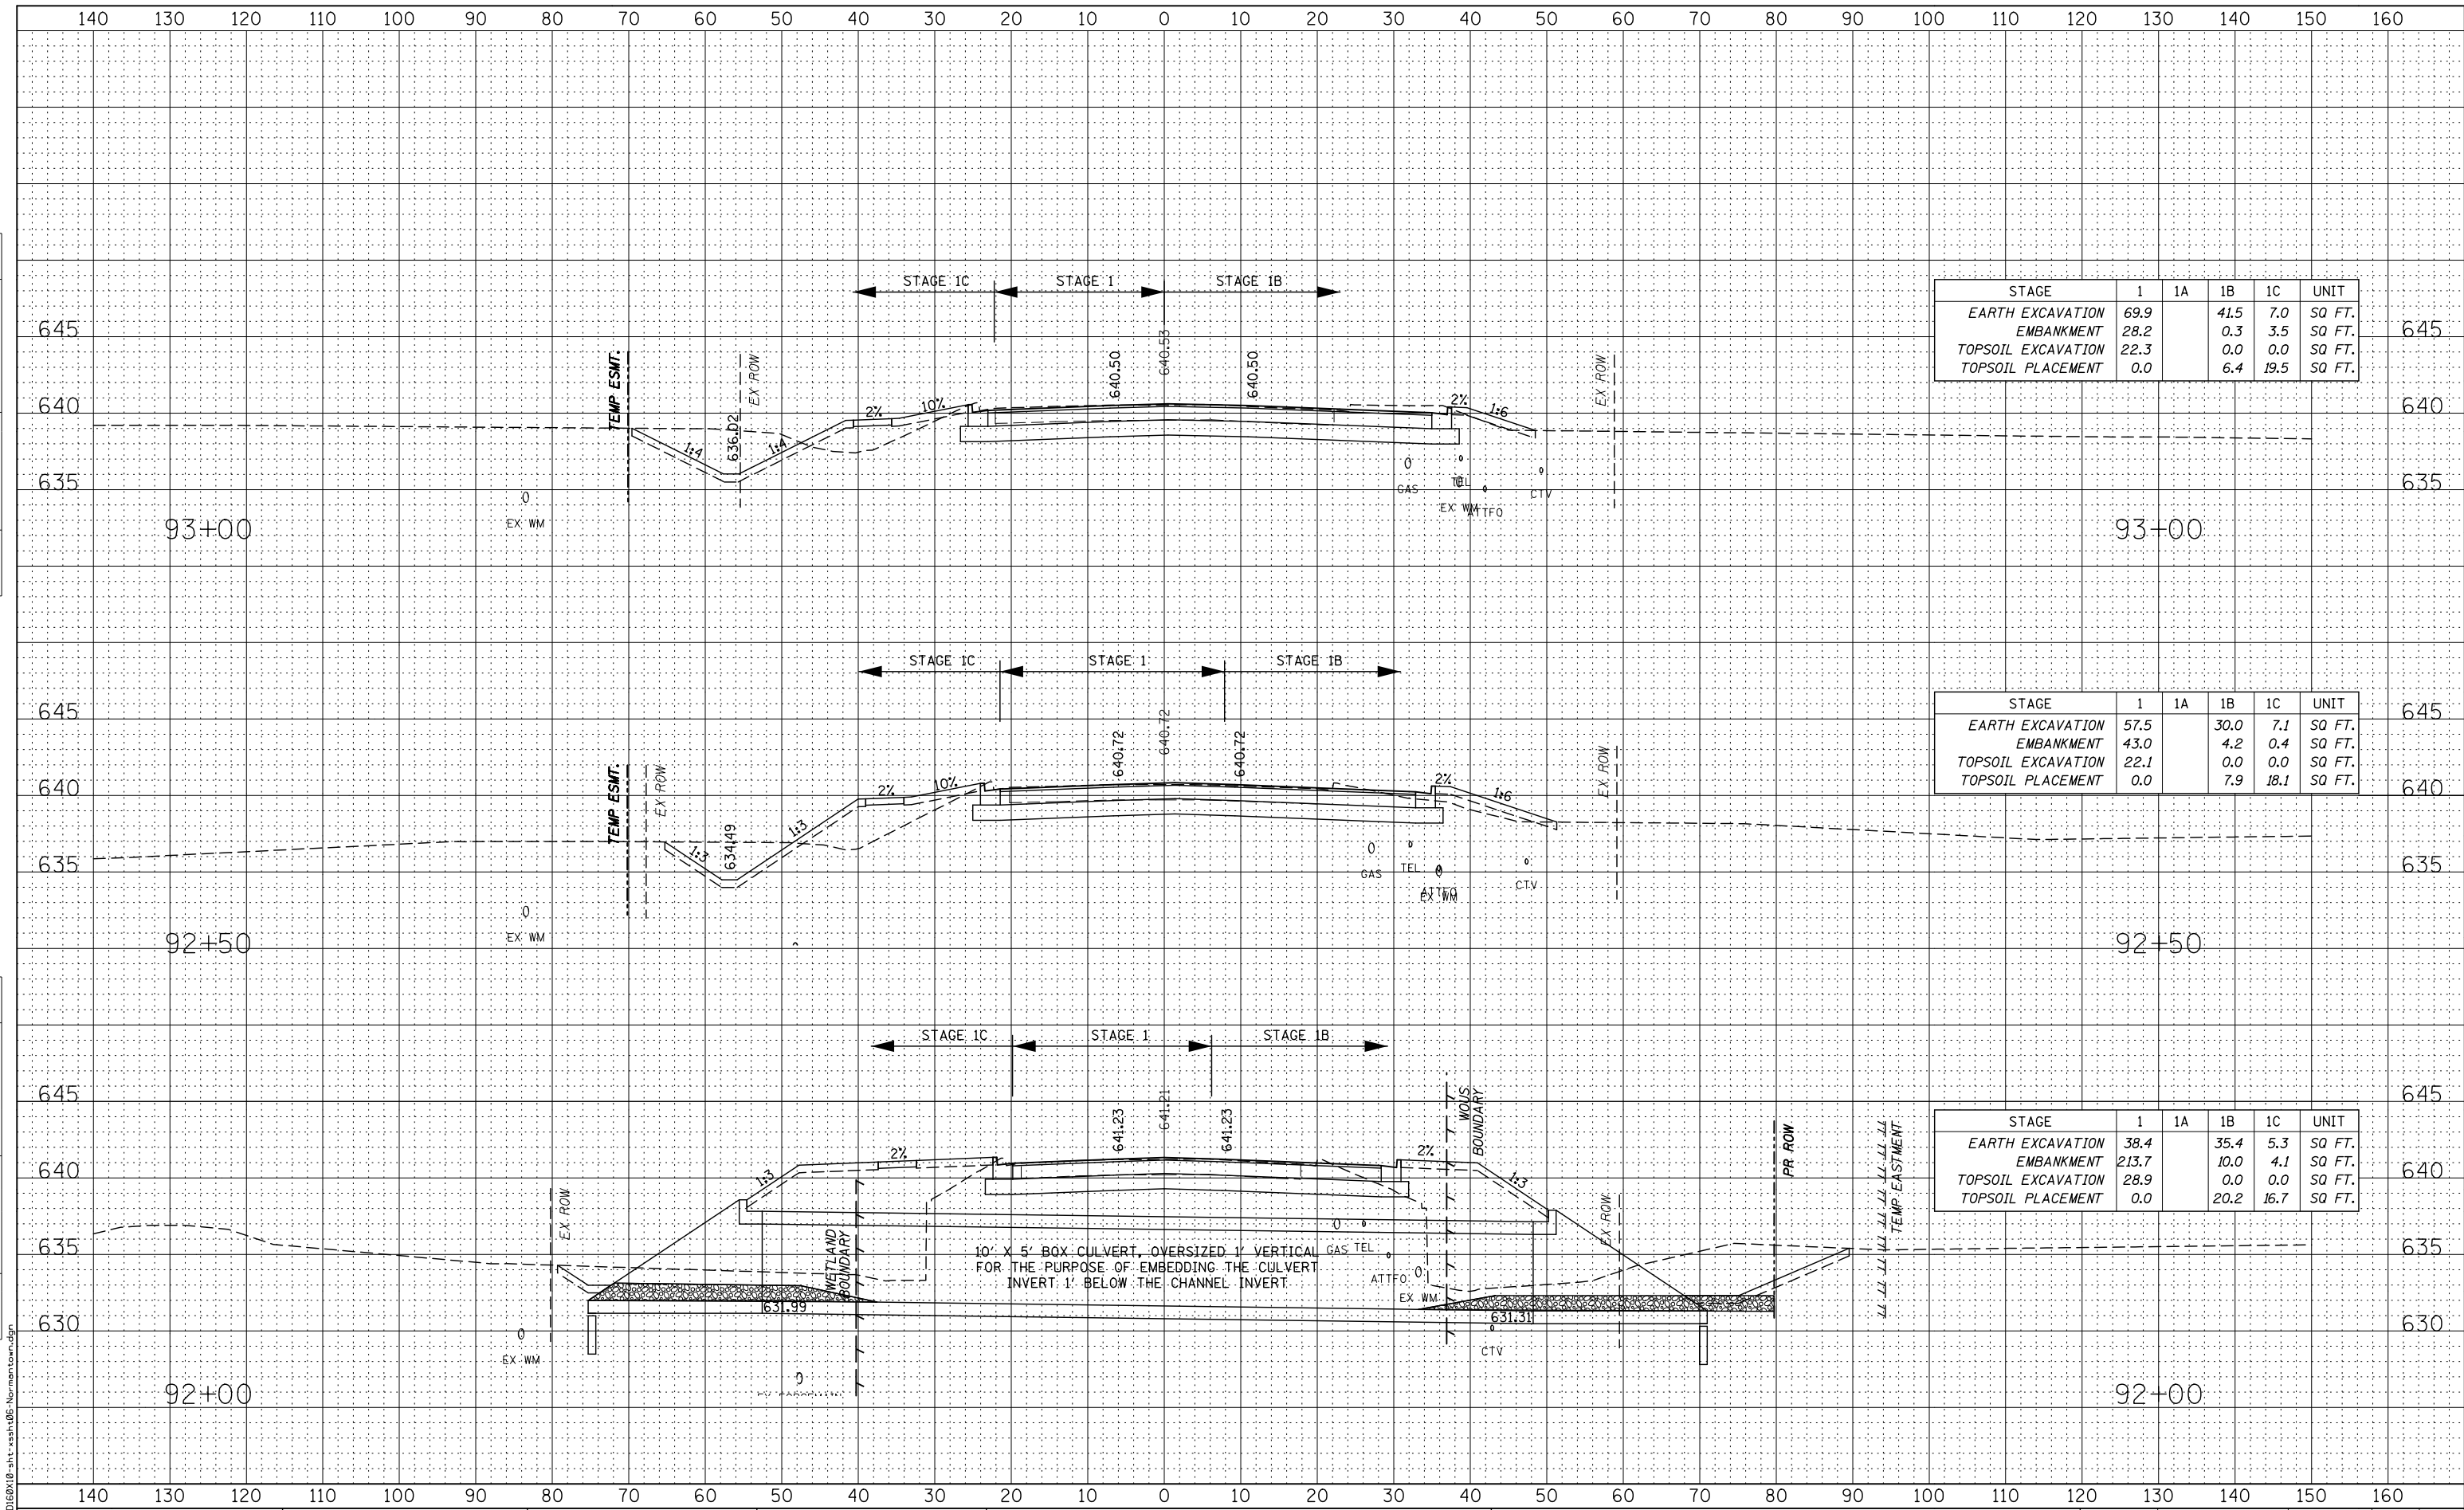 140 130 120 110 100 90 80 70 60 50 40 30 20 10 0 10 20 30 40 50 60 70 80 90 100 110 120 130 140 150 160
STAGE 1C STAGE 1 STAGE 1B
STAGE 1 1A 1B 1C UNIT
EARTH EXCAVATION 69.9 41.5 7.0 SQ FT.
EMBANKMENT 28.2 0.3 3.5 SQ FT.
TOPSOIL EXCAVATION 22.3 0.0 0.0 SQ FT.
TOPSOIL PLACEMENT 0.0 6.4 19.5 SQ FT.
645 645
TEMP ESMT.
EX ROW
640.50 640.53 640.50
EX ROW
640 640
2% 10% 2% 1:6
1:4 636.02 1:4
635 635
GAS TEL CTV
EX WM EX WM ATTFO
93+00 93+00
STAGE 1C STAGE 1 STAGE 1B
STAGE 1 1A 1B 1C UNIT
EARTH EXCAVATION 57.5 30.0 7.1 SQ FT.
EMBANKMENT 43.0 4.2 0.4 SQ FT.
TOPSOIL EXCAVATION 22.1 0.0 0.0 SQ FT.
TOPSOIL PLACEMENT 0.0 7.9 18.1 SQ FT.
645 645
TEMP ESMT.
EX ROW
640.72 640.72 640.72
EX ROW
640 640
2% 10% 2% 1:6
1:3 634.49 1:3
635 635
GAS TEL CTV
ATTFO
EX WM
EX WM
92+50 92+50
STAGE 1C STAGE 1 STAGE 1B
STAGE 1 1A 1B 1C UNIT
EARTH EXCAVATION 38.4 35.4 5.3 SQ FT.
EMBANKMENT 213.7 10.0 4.1 SQ FT.
TOPSOIL EXCAVATION 28.9 0.0 0.0 SQ FT.
TOPSOIL PLACEMENT 0.0 20.2 16.7 SQ FT.
645 645
641.23 641.21 641.23
WOUS
BOUNDARY
PR ROW
TEMP EASTMENT
640 640
1:3 2% 2% 1:3
EX ROW
EX ROW
WETLAND
BOUNDARY
635 635
10' X 5' BOX CULVERT, OVERSIZED 1' VERTICAL
FOR THE PURPOSE OF EMBEDDING THE CULVERT
INVERT 1' BELOW THE CHANNEL INVERT
GAS TEL
ATTFO
EX WM
631.99 631.31
630 630
EX WM CTV
92+00 92+00
140 130 120 110 100 90 80 70 60 50 40 30 20 10 0 10 20 30 40 50 60 70 80 90 100 110 120 130 140 150 160
D160X10-sht-xssht06-Normantown.dgn